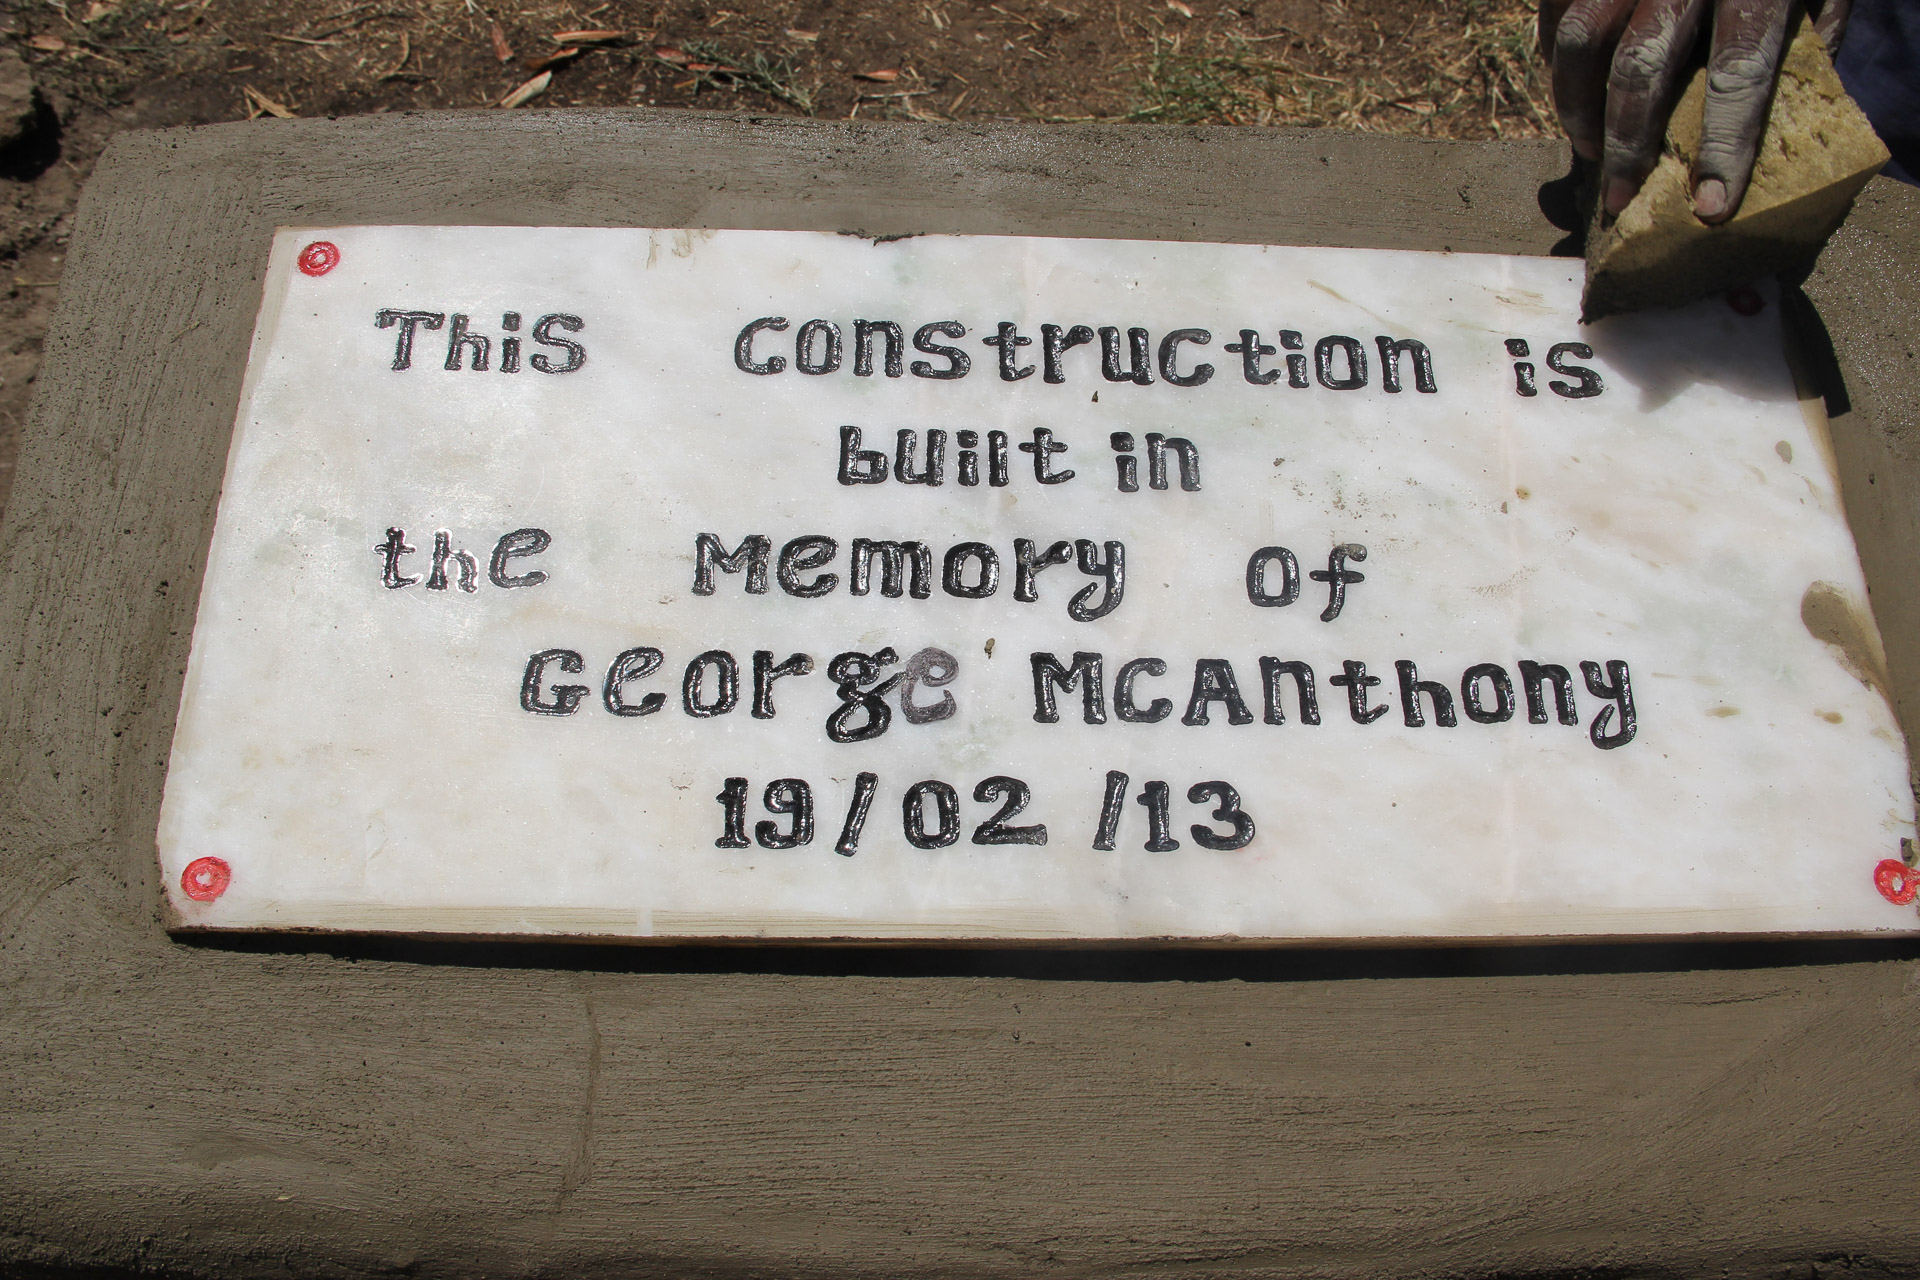 This construction is
built in
the Memory of
George McAnthony
19/02/13